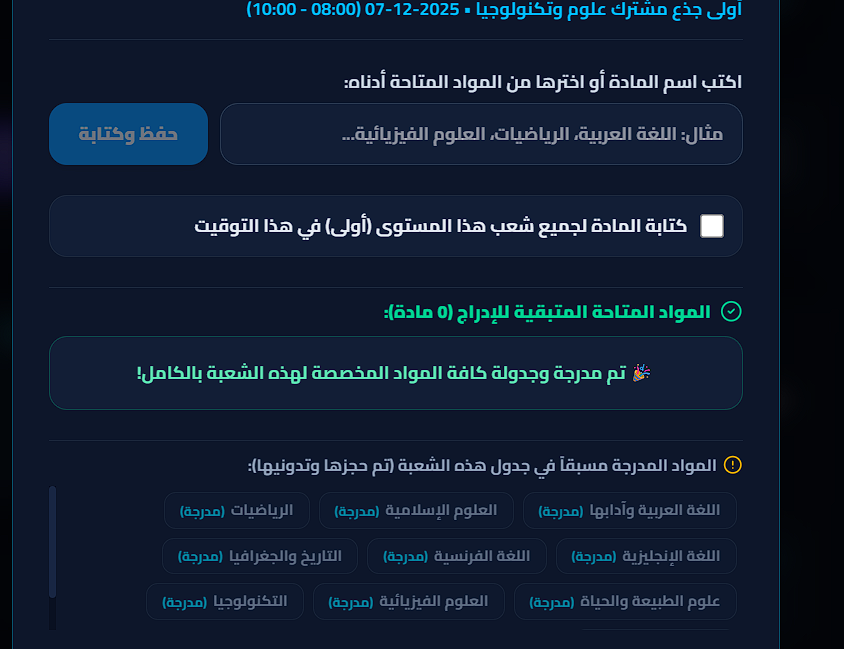 أولى جذع مشترك علوم وتكنولوجيا • 2025-12-07 (08:00 - 10:00)
اكتب اسم المادة أو اخترها من المواد المتاحة أدناه:
مثال: اللغة العربية، الرياضيات، العلوم الفيزيائية...
حفظ وكتابة
كتابة المادة لجميع شعب هذا المستوى (أولى) في هذا التوقيت
المواد المتاحة المتبقية للإدراج (0 مادة):
🎉 تم مدرجة وجدولة كافة المواد المخصصة لهذه الشعبة بالكامل!
المواد المدرجة مسبقاً في جدول هذه الشعبة (تم حجزها وتدونيها):
اللغة العربية وآدابها (مدرجة) العلوم الإسلامية (مدرجة) الرياضيات (مدرجة)
اللغة الإنجليزية (مدرجة) اللغة الفرنسية (مدرجة) التاريخ والجغرافيا (مدرجة)
علوم الطبيعة والحياة (مدرجة) العلوم الفيزيائية (مدرجة) التكنولوجيا (مدرجة)